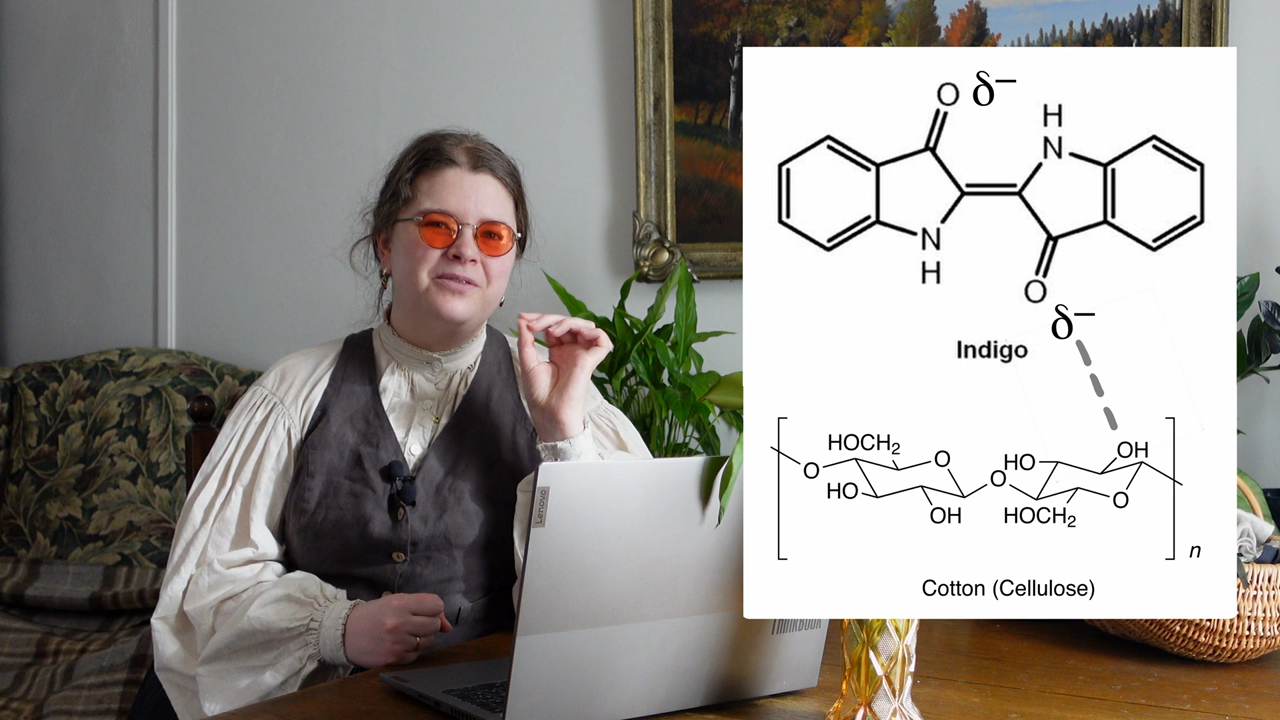 O δ−
H
N
N
H
O
δ−
Indigo
HOCH2
O
HO
OH
O
HO
OH
HOCH2
O
O
n
Cotton (Cellulose)
Lenovo
THINKBOOK